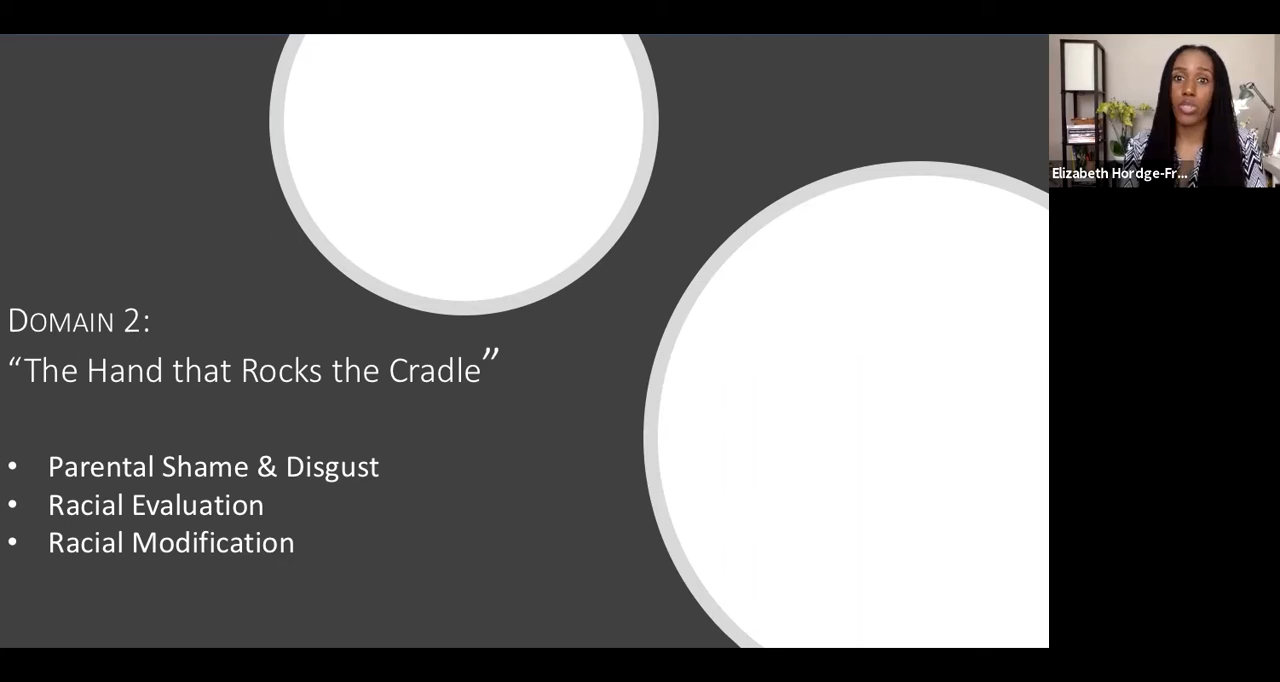 DOMAIN 2:
“The Hand that Rocks the Cradle”
• Parental Shame & Disgust
• Racial Evaluation
• Racial Modification
Elizabeth Hordge-Fr...